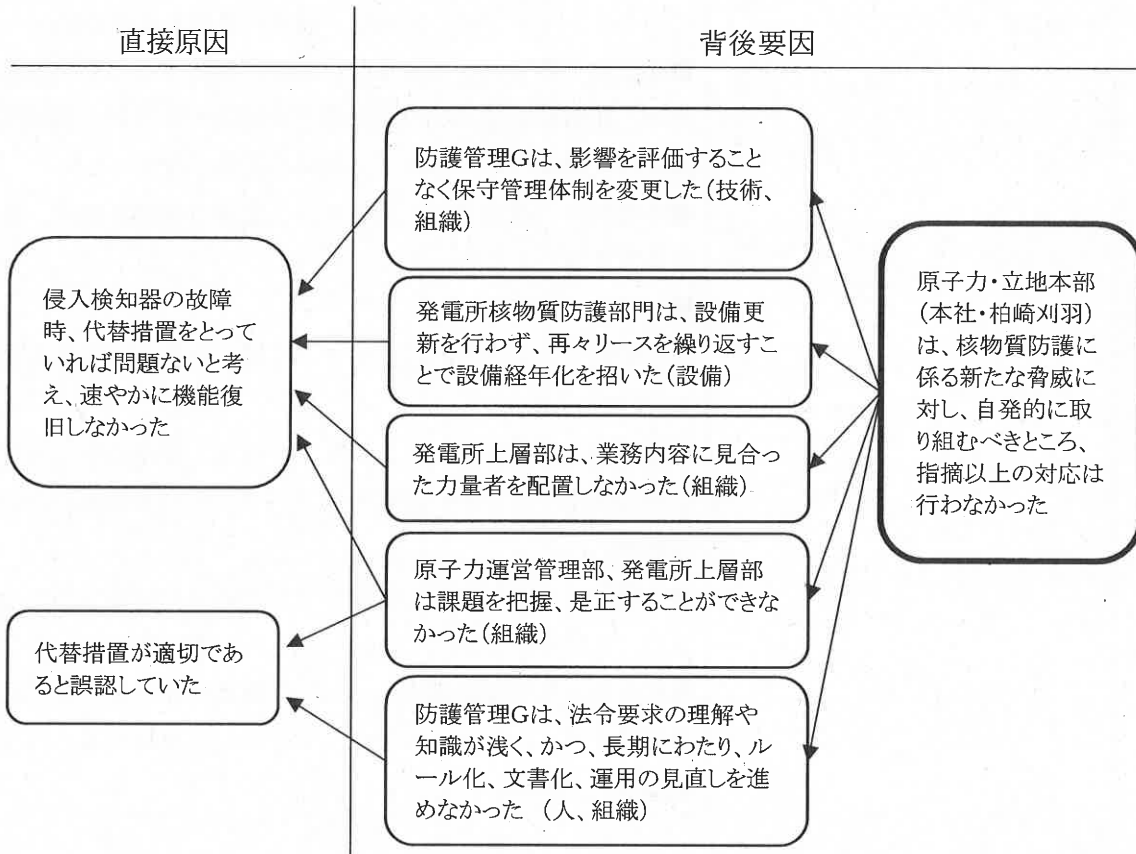 直接原因
背後要因
防護管理Gは、影響を評価すること
なく保守管理体制を変更した(技術、
組織)
侵入検知器の故障
時、代替措置をとって
いれば問題ないと考
え、速やかに機能復
旧しなかった
発電所核物質防護部門は、設備更
新を行わず、再々リースを繰り返すこ
とで設備経年化を招いた(設備)
発電所上層部は、業務内容に見合っ
た力量者を配置しなかった(組織)
原子力運営管理部、発電所上層部
は課題を把握、是正することができな
かった(組織)
代替措置が適切であ
ると誤認していた
防護管理Gは、法令要求の理解や
知識が浅く、かつ、長期にわたり、ル
ール化、文書化、運用の見直しを進
めなかった (人、組織)
原子力・立地本部
(本社・柏崎刈羽)
は、核物質防護に
係る新たな脅威に
対し、自発的に取
り組むべきところ、
指摘以上の対応は
行わなかった